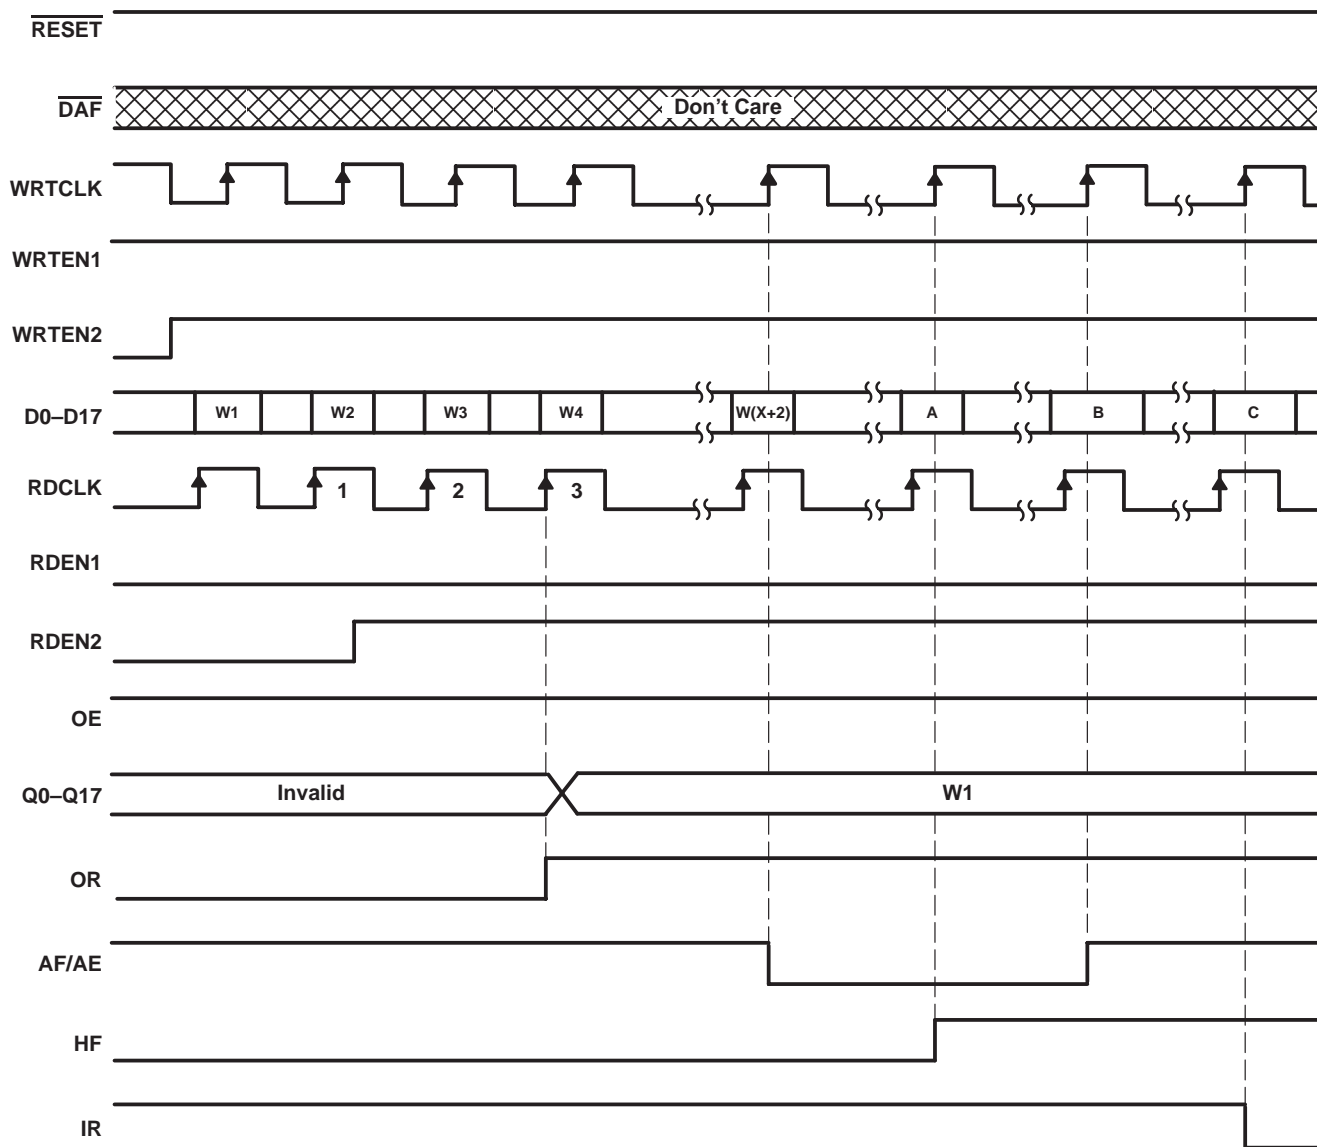 RESET
DAF
Don't Care
WRTCLK
WRTEN1
WRTEN2
D0–D17 W1 W2 W3 W4 W(X+2) A B C
RDCLK 1 2 3
RDEN1
RDEN2
OE
Q0–Q17 Invalid W1
OR
AF/AE
HF
IR